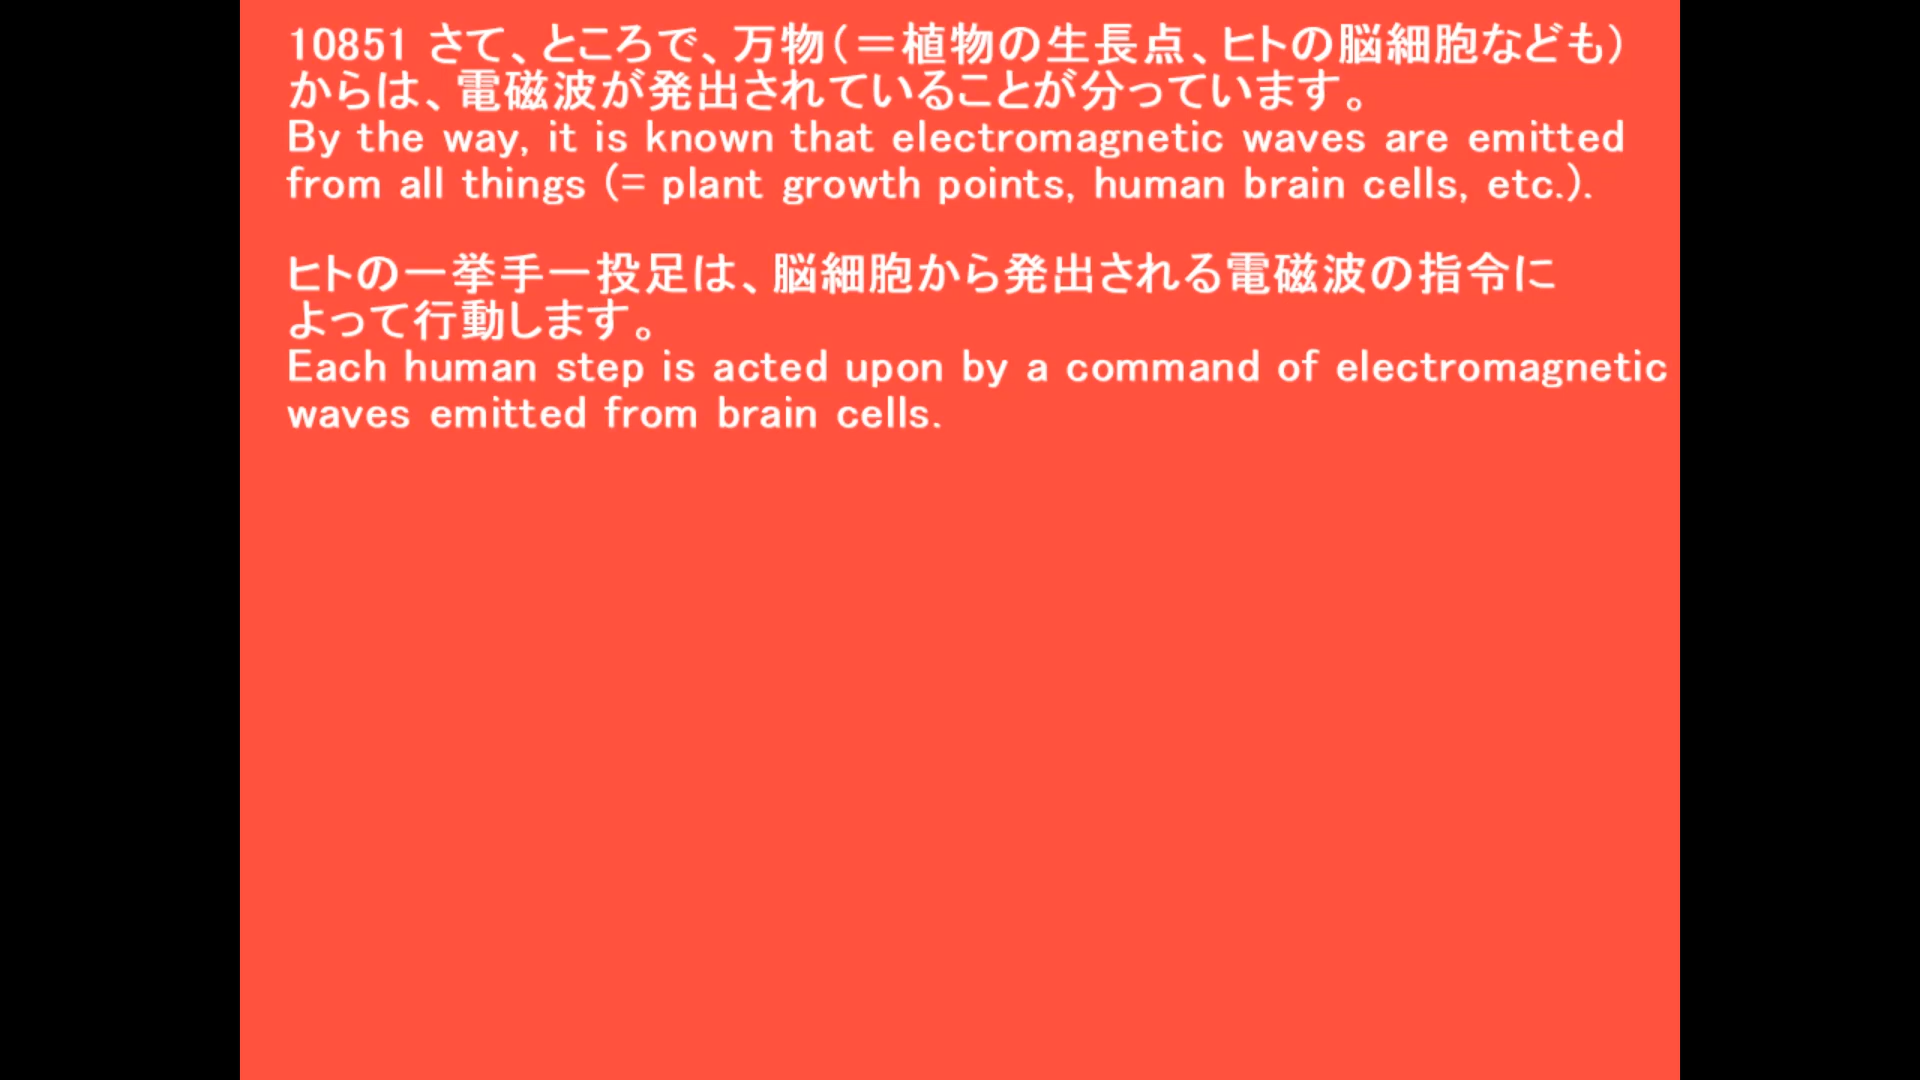 10851 さて、ところで、万物（＝植物の生長点、ヒトの脳細胞なども）
からは、電磁波が発出されていることが分っています。
By the way, it is known that electromagnetic waves are emitted
from all things (= plant growth points, human brain cells, etc.).
ヒトの一挙手一投足は、脳細胞から発出される電磁波の指令に
よって行動します。
Each human step is acted upon by a command of electromagnetic
waves emitted from brain cells.